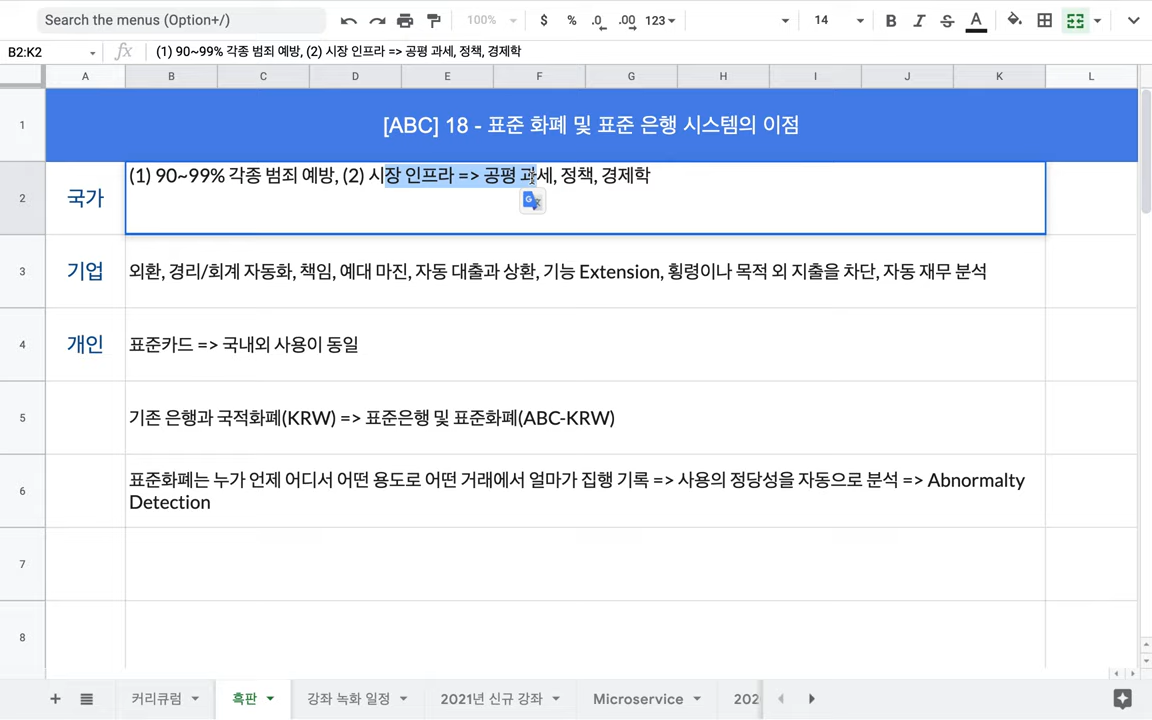 Search the menus (Option+/)
100%
$ % .0 .00 123
14
B I S A
B2:K2
fx
(1) 90~99% 각종 범죄 예방, (2) 시장 인프라 => 공평 과세, 정책, 경제학
A B C D E F G H I J K L
1 [ABC] 18 - 표준 화폐 및 표준 은행 시스템의 이점
2 국가 (1) 90~99% 각종 범죄 예방, (2) 시장 인프라 => 공평 과세, 정책, 경제학
3 기업 외환, 경리/회계 자동화, 책임, 예대 마진, 자동 대출과 상환, 기능 Extension, 횡령이나 목적 외 지출을 차단, 자동 재무 분석
4 개인 표준카드 => 국내외 사용이 동일
5 기존 은행과 국적화폐(KRW) => 표준은행 및 표준화폐(ABC-KRW)
6 표준화폐는 누가 언제 어디서 어떤 용도로 어떤 거래에서 얼마가 집행 기록 => 사용의 정당성을 자동으로 분석 => Abnormalty
Detection
7
8
커리큐럼 흑판 강좌 녹화 일정 2021년 신규 강좌 Microservice 202